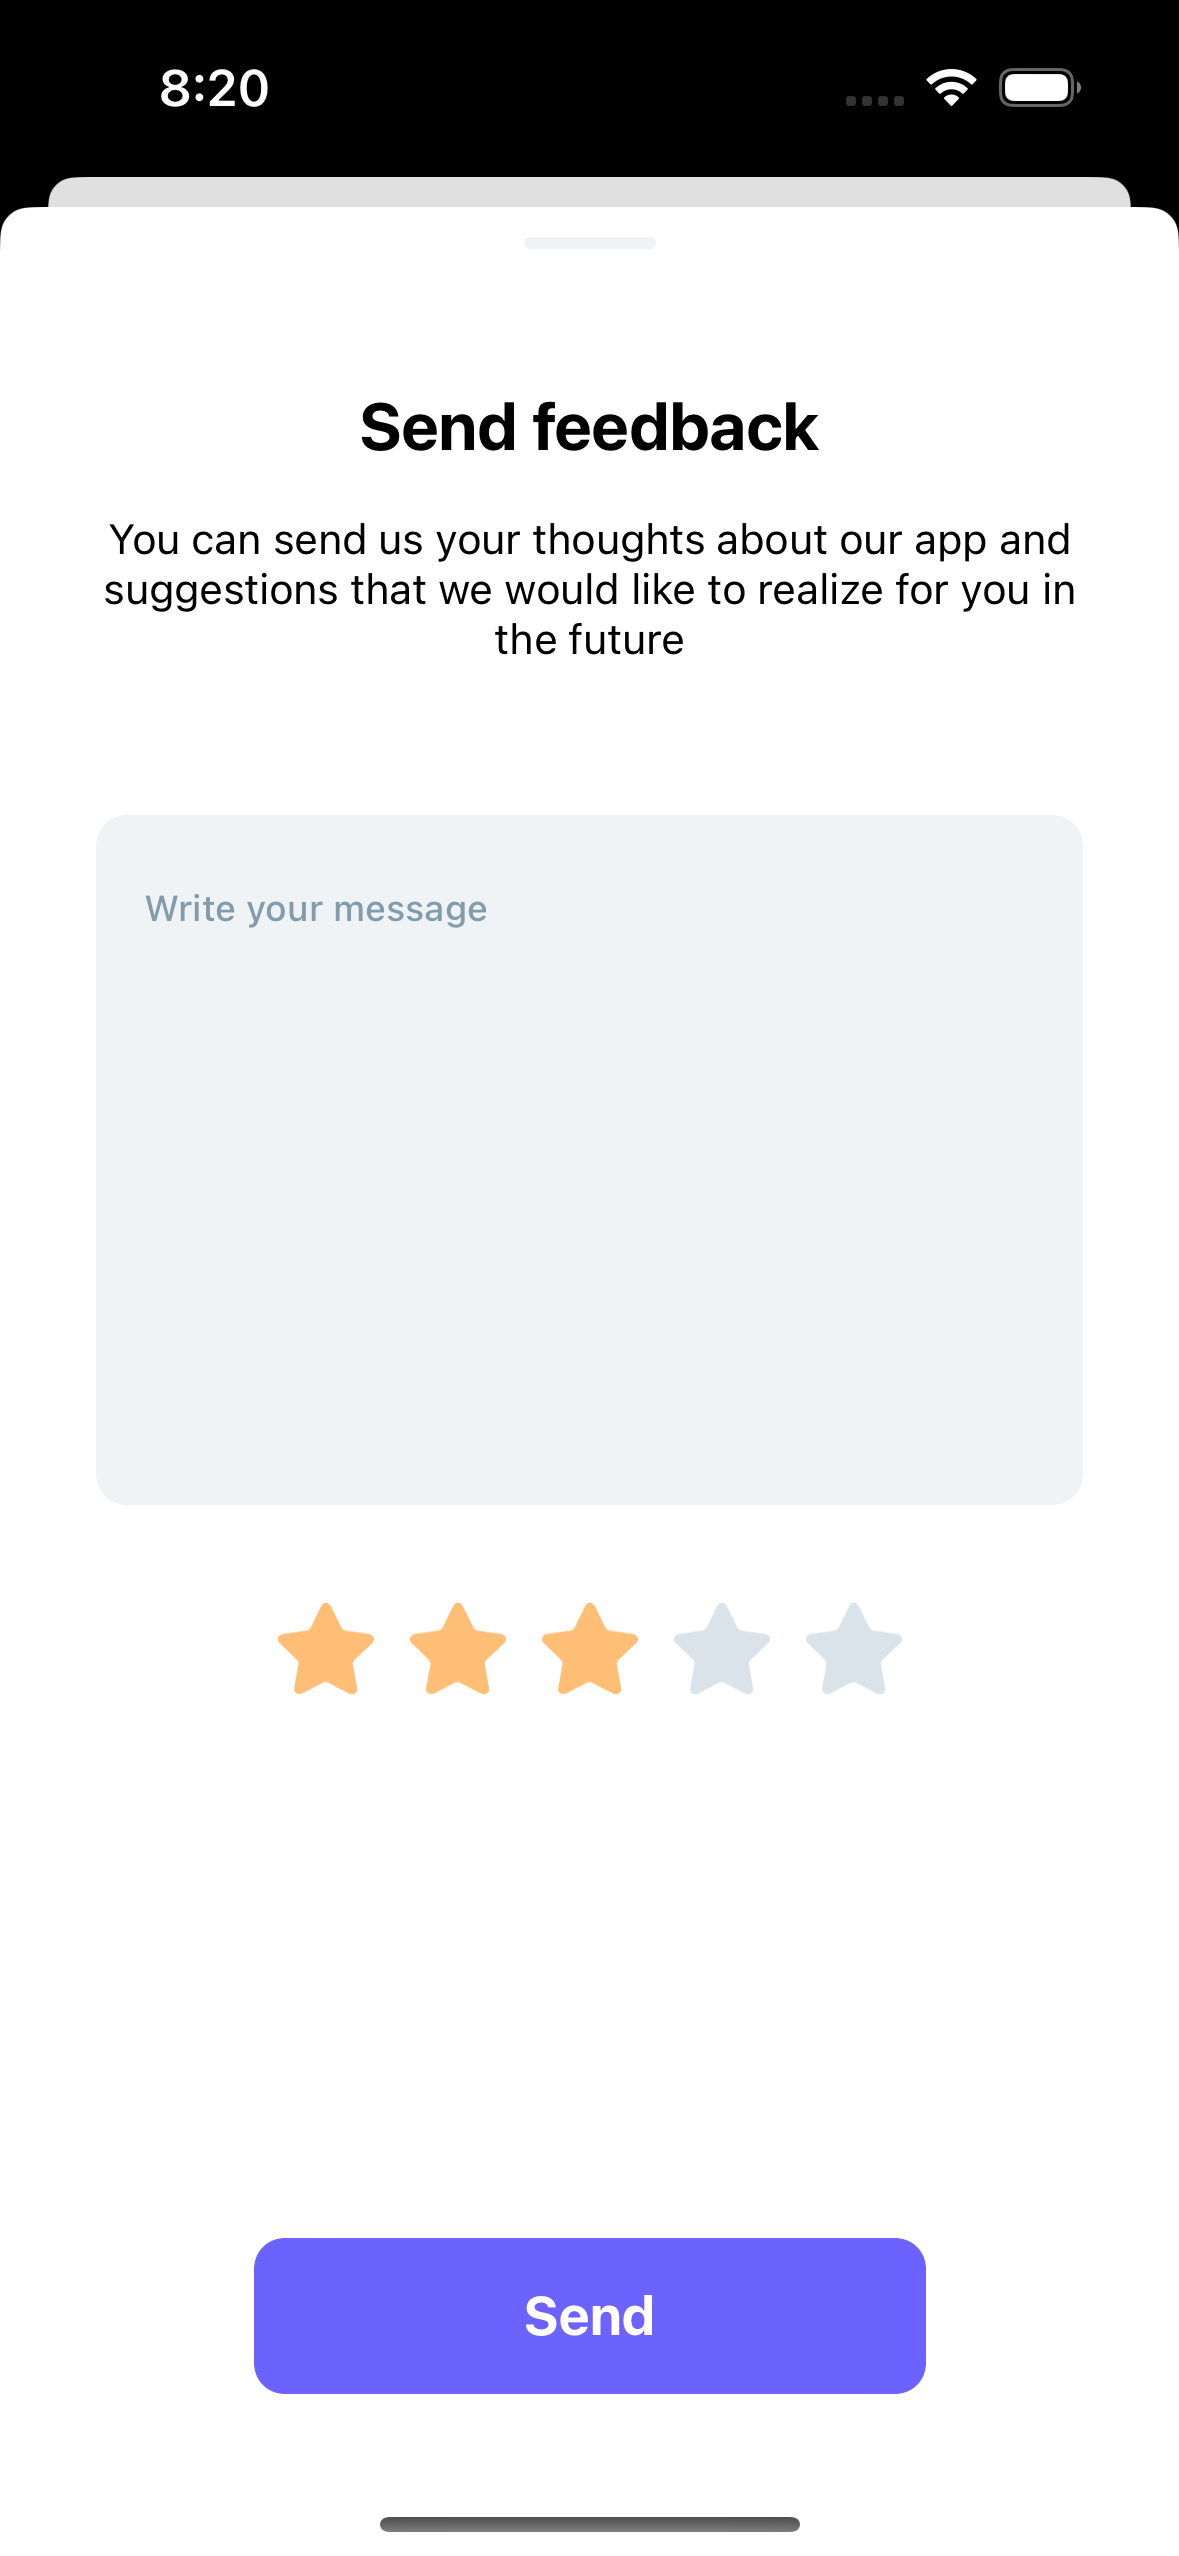 8:20
Send feedback
You can send us your thoughts about our app and
suggestions that we would like to realize for you in
the future
Write your message
Send